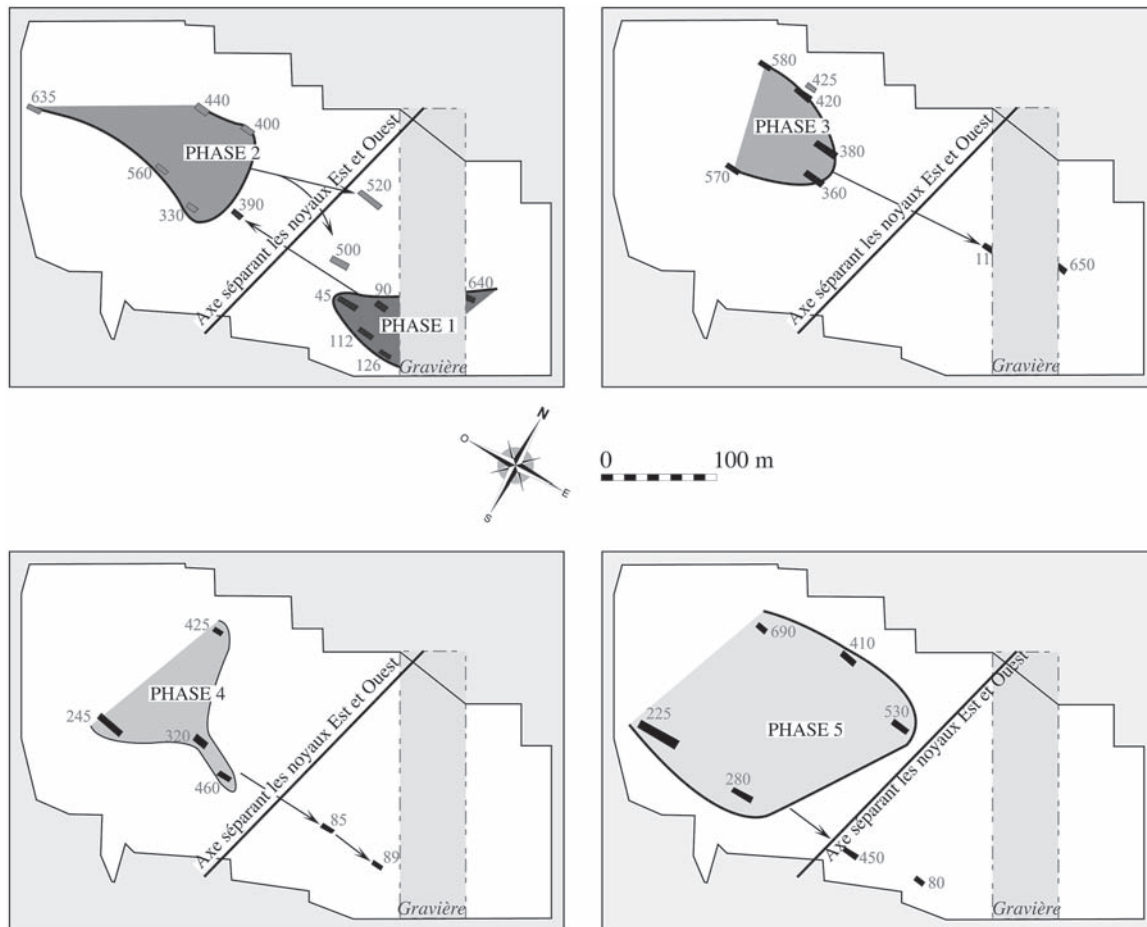 635
440
400
PHASE 2
560
330
390
520
500
Axe séparant les noyaux Est et Ouest
45
90
640
PHASE 1
112
126
Gravière
580
425
420
PHASE 3
380
570
360
11
650
Axe séparant les noyaux Est et Ouest
Gravière
N
O
E
S
0 100 m
425
PHASE 4
245
320
460
85
89
Axe séparant les noyaux Est et Ouest
Gravière
690
410
225
530
PHASE 5
280
450
80
Axe séparant les noyaux Est et Ouest
Gravière